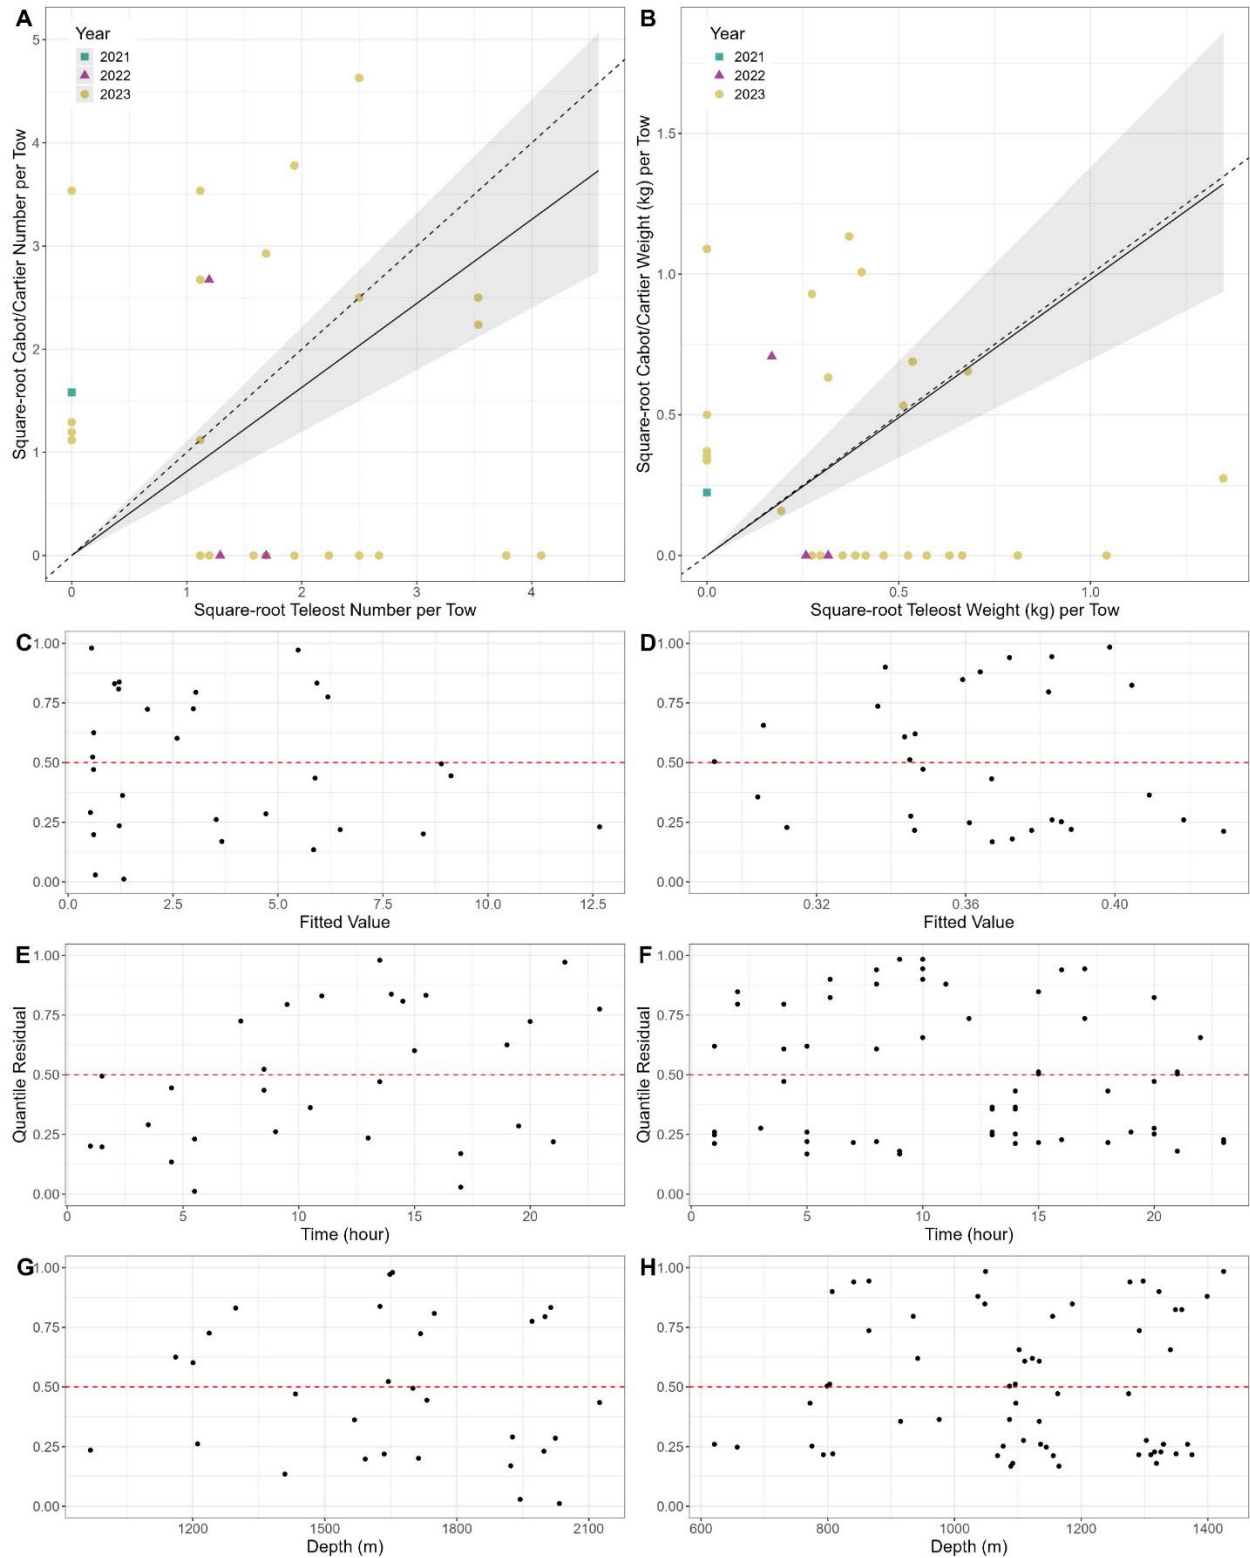 A
Year
2021
2022
2023
5
4
3
2
1
0
Square-root Cabot/Cartier Number per Tow
0 1 2 3 4
Square-root Teleost Number per Tow
B
Year
2021
2022
2023
1.5
1.0
0.5
0.0
Square-root Cabot/Cartier Weight (kg) per Tow
0.0 0.5 1.0
Square-root Teleost Weight (kg) per Tow
C
1.00
0.75
0.50
0.25
0.00
0.0 2.5 5.0 7.5 10.0 12.5
Fitted Value
D
1.00
0.75
0.50
0.25
0.00
0.32 0.36 0.40
Fitted Value
E
1.00
0.75
0.50
0.25
0.00
Quantile Residual
0 5 10 15 20
Time (hour)
F
1.00
0.75
0.50
0.25
0.00
Quantile Residual
0 5 10 15 20
Time (hour)
G
1.00
0.75
0.50
0.25
0.00
1200 1500 1800 2100
Depth (m)
H
1.00
0.75
0.50
0.25
0.00
600 800 1000 1200 1400
Depth (m)